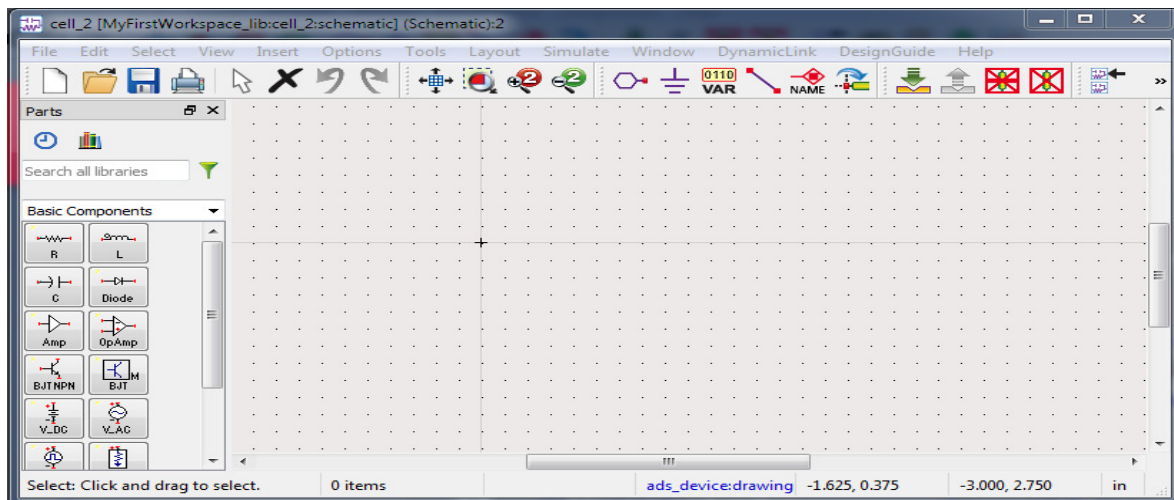 cell_2 [MyFirstWorkspace_lib:cell_2:schematic] (Schematic):2
File Edit Select View Insert Options Tools Layout Simulate Window DynamicLink DesignGuide Help
+2 -2 0110 VAR NAME »
Parts
Search all libraries
Basic Components
R L
C Diode
Amp OpAmp
BJTNPN BJT M
V_DC V_AC
Select: Click and drag to select. 0 items ads_device:drawing -1.625, 0.375 -3.000, 2.750 in